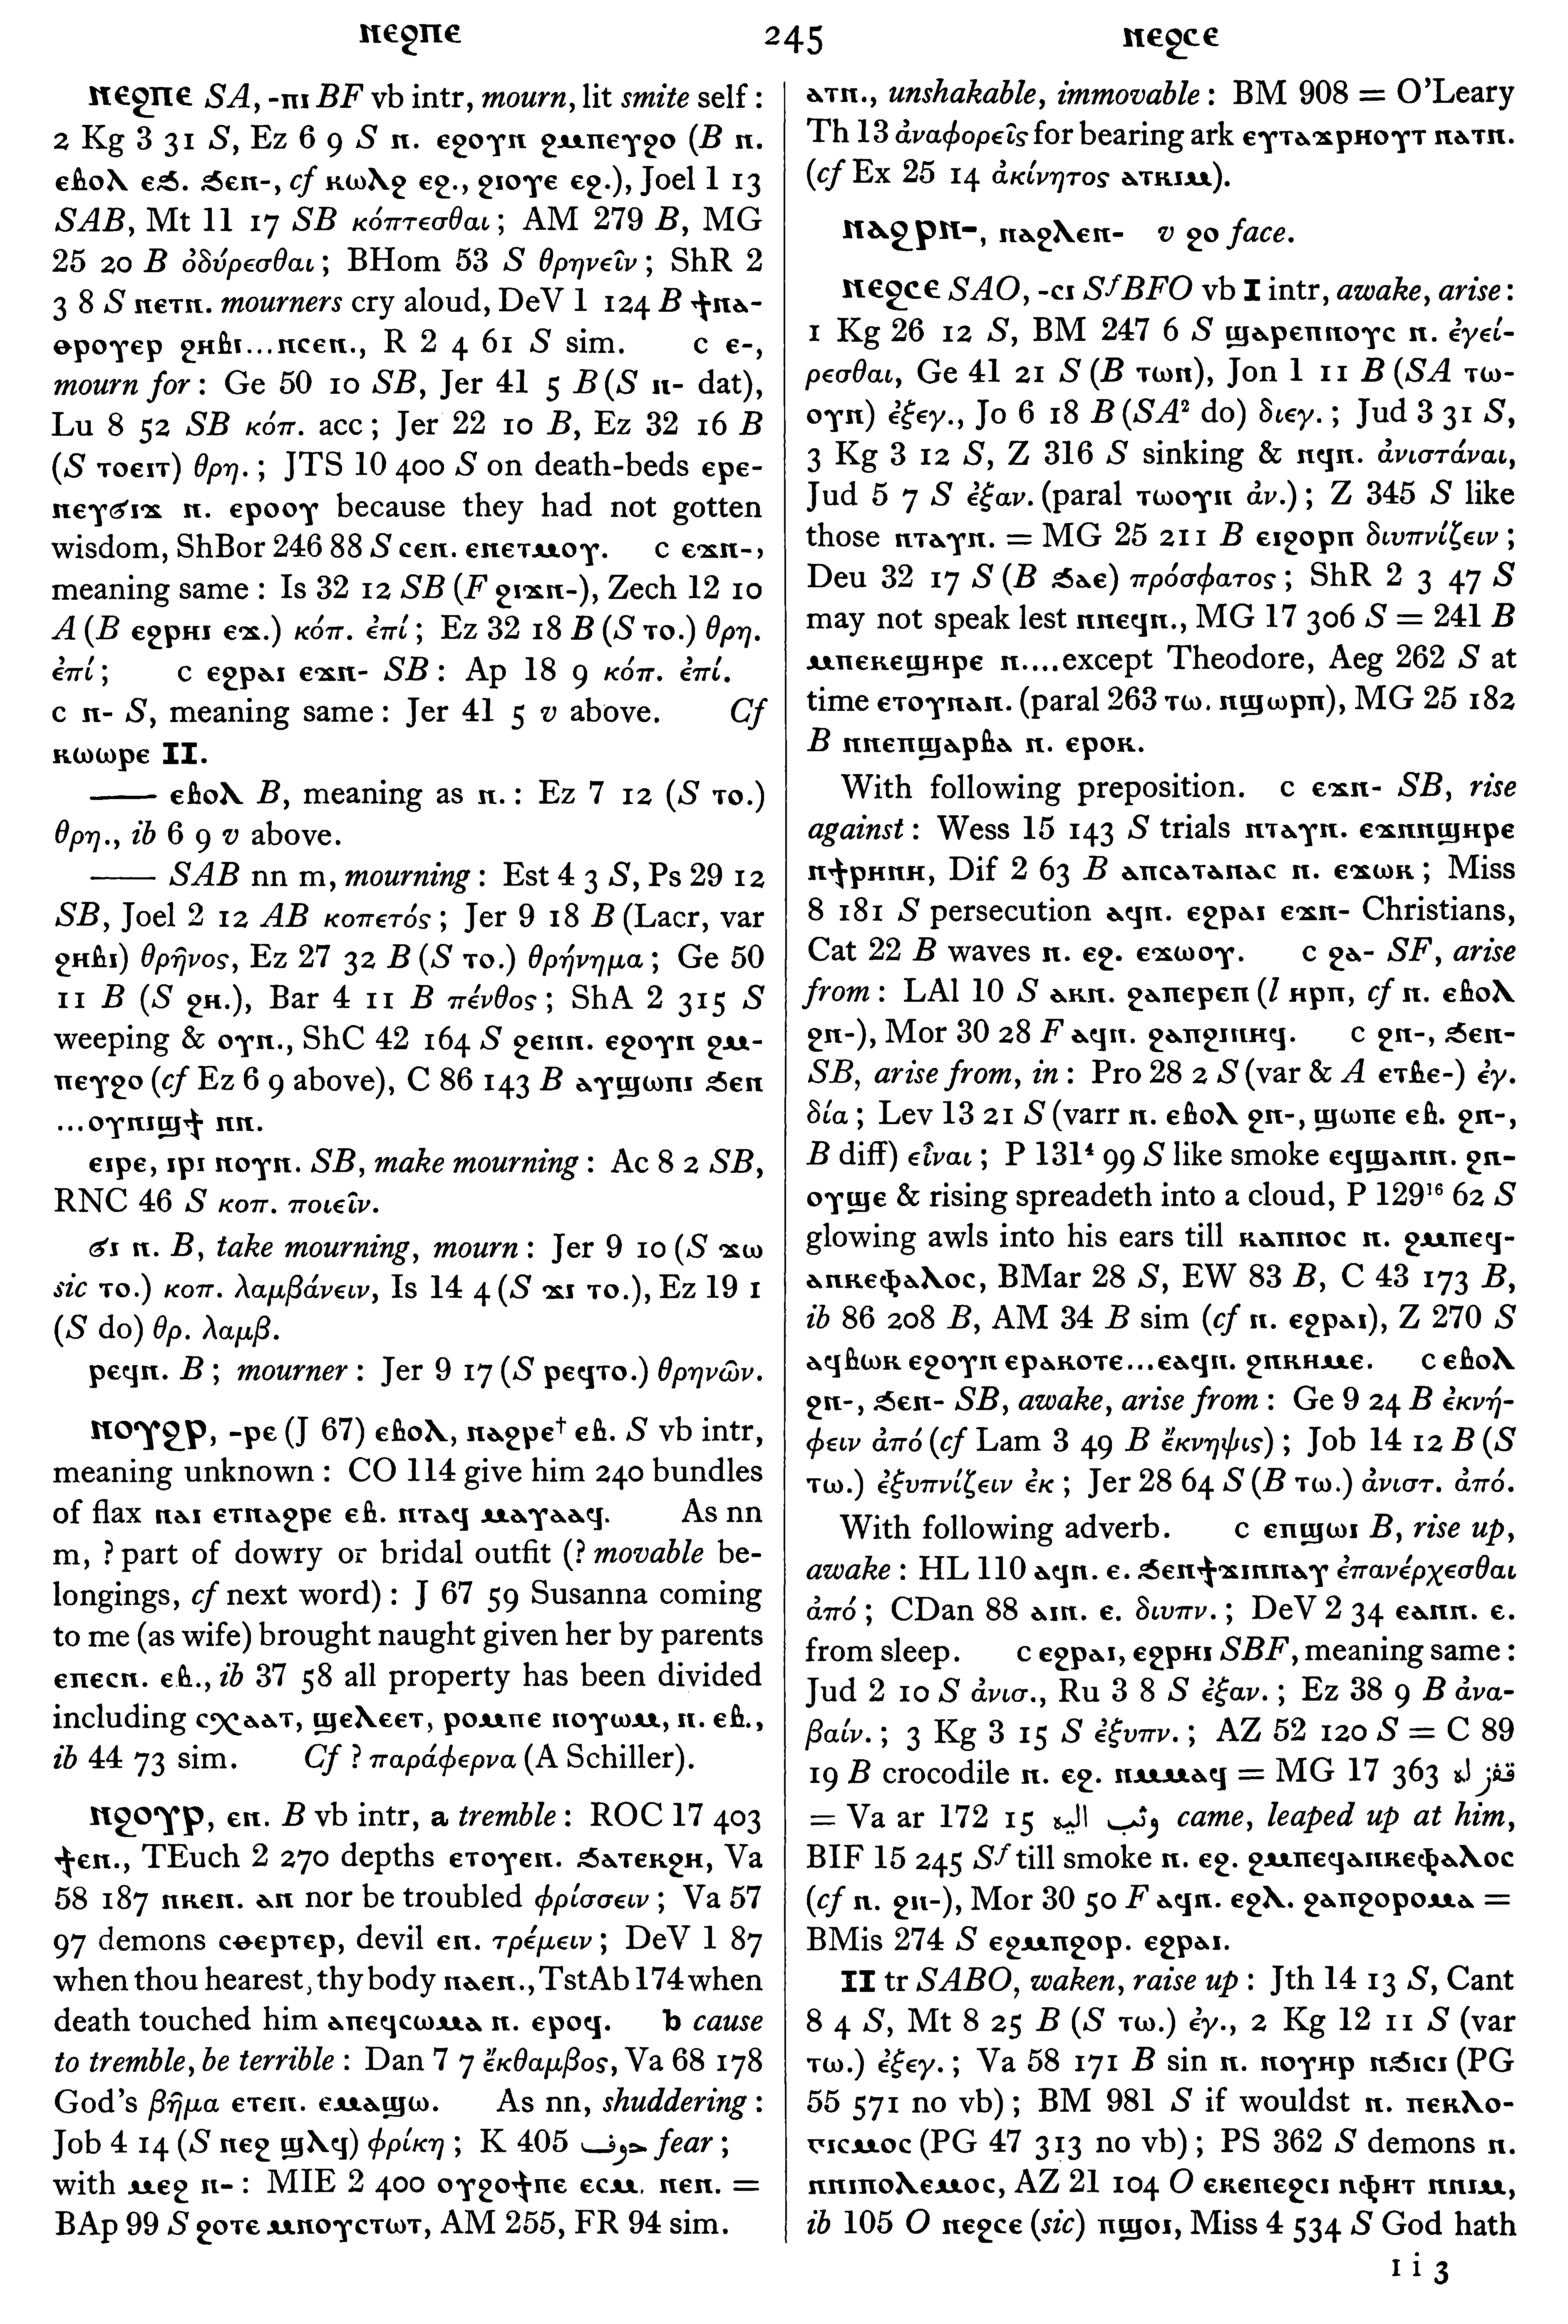 ⲛⲉϩⲡⲉ 245 ⲛⲉϩⲥⲉ
ⲛⲉϩⲡⲉ SA, -ⲡⲓ BF vb intr, mourn, lit smite self :
2 Kg 3 31 S, Ez 6 9 S ⲛ. ⲉϩⲟⲩⲛ ϩⲙⲡⲉⲩϩⲟ (B ⲛ.
ⲉⲃⲟⲗ ⲉϧ. ϧⲉⲛ-, cf ⲕⲱⲗϩ ⲉϩ., ϩⲓⲟⲩⲉ ⲉϩ.), Joel 1 13
SAB, Mt 11 17 SB κόπτεσθαι ; AM 279 B, MG
25 20 B ὀδύρεσθαι ; BHom 53 S θρηνεῖν ; ShR 2
3 8 S ⲡⲉⲧⲛ. mourners cry aloud, DeV 1 124 B ϯⲛⲁ-
ⲑⲣⲟⲩⲉⲣ ϩⲏⲃⲓ...ⲛⲥⲉⲛ., R 2 4 61 S sim. c ⲉ-,
mourn for : Ge 50 10 SB, Jer 41 5 B (S ⲛ- dat),
Lu 8 52 SB κόπ. acc ; Jer 22 10 B, Ez 32 16 B
(S ⲧⲟⲉⲓⲧ) θρη. ; JTS 10 400 S on death-beds ⲉⲣⲉ-
ⲛⲉⲩϭⲓϫ ⲛ. ⲉⲣⲟⲟⲩ because they had not gotten
wisdom, ShBor 246 88 S ⲥⲉⲛ. ⲉⲡⲉⲧⲙⲟⲩ. c ⲉϫⲛ-,
meaning same : Is 32 12 SB (F ϩⲓϫⲛ-), Zech 12 10
A (B ⲉϩⲣⲏⲓ ⲉϫ.) κόπ. ἐπί ; Ez 32 18 B (S ⲧⲟ.) θρη.
ἐπί ; c ⲉϩⲣⲁⲓ ⲉϫⲛ- SB : Ap 18 9 κόπ. ἐπί.
c ⲛ- S, meaning same : Jer 41 5 v above. Cf
ⲕⲱⲱⲣⲉ II.
—— ⲉⲃⲟⲗ B, meaning as ⲛ. : Ez 7 12 (S ⲧⲟ.)
θρη., ib 6 9 v above.
—— SAB nn m, mourning : Est 4 3 S, Ps 29 12
SB, Joel 2 12 AB κοπετός ; Jer 9 18 B (Lacr, var
ϩⲏⲃⲓ) θρῆνος, Ez 27 32 B (S ⲧⲟ.) θρήνημα ; Ge 50
11 B (S ϩⲏ.), Bar 4 11 B πένθος ; ShA 2 315 S
weeping & ⲟⲩⲛ., ShC 42 164 S ϩⲉⲛⲛ. ⲉϩⲟⲩⲛ ϩⲙ-
ⲡⲉⲩϩⲟ (cf Ez 6 9 above), C 86 143 B ⲁⲩϣⲱⲡⲓ ϧⲉⲛ
...ⲟⲩⲛⲓϣϯ ⲛⲛ.
ⲉⲓⲣⲉ, ⲓⲣⲓ ⲛⲟⲩⲛ. SB, make mourning : Ac 8 2 SB,
RNC 46 S κοπ. ποιεῖν.
ϭⲓ ⲛ. B, take mourning, mourn : Jer 9 10 (S ϫⲱ
sic ⲧⲟ.) κοπ. λαμβάνειν, Is 14 4 (S ϫⲓ ⲧⲟ.), Ez 19 1
(S do) θρ. λαμβ.
ⲣⲉϥⲛ. B ; mourner : Jer 9 17 (S ⲣⲉϥⲧⲟ.) θρηνῶν.
ⲛⲟⲩϩⲣ, -ⲣⲉ (J 67) ⲉⲃⲟⲗ, ⲛⲁϩⲣⲉ† ⲉⲃ. S vb intr,
meaning unknown : CO 114 give him 240 bundles
of flax ⲛⲁⲓ ⲉⲧⲛⲁϩⲣⲉ ⲉⲃ. ⲛⲧⲁϥ ⲙⲁⲩⲁⲁϥ. As nn
m, ? part of dowry or bridal outfit (? movable be-
longings, cf next word) : J 67 59 Susanna coming
to me (as wife) brought naught given her by parents
ⲉⲡⲉⲥⲛ. ⲉⲃ., ib 37 58 all property has been divided
including ⲥⲭⲁⲁⲧ, ϣⲉⲗⲉⲉⲧ, ⲣⲟⲙⲡⲉ ⲛⲟⲩⲱⲙ, ⲛ. ⲉⲃ.,
ib 44 73 sim. Cf ? παράφερνα (A Schiller).
ⲛϩⲟⲩⲣ, ⲉⲛ. B vb intr, a tremble : ROC 17 403
ϯⲉⲛ., TEuch 2 270 depths ⲉⲧⲟⲩⲉⲛ. ϧⲁⲧⲉⲕϩⲏ, Va
58 187 ⲛⲕⲉⲛ. ⲁⲛ nor be troubled φρίσσειν ; Va 57
97 demons ⲥⲑⲉⲣⲧⲉⲣ, devil ⲉⲛ. τρέμειν ; DeV 1 87
when thou hearest, thy body ⲛⲁⲉⲛ., TstAb 174 when
death touched him ⲁⲡⲉϥⲥⲱⲙⲁ ⲛ. ⲉⲣⲟϥ. b cause
to tremble, be terrible : Dan 7 7 ἔκθαμβος, Va 68 178
God's βῆμα ⲉⲧⲉⲛ. ⲉⲙⲁϣⲱ. As nn, shuddering :
Job 4 14 (S ⲛⲉϩ ϣⲗϥ) φρίκη ; K 405 خوف fear ;
with ⲙⲉϩ ⲛ- : MIE 2 400 ⲟⲩϩⲟϯⲡⲉ ⲉⲥⲙ. ⲛⲉⲛ. =
BAp 99 S ϩⲟⲧⲉ ⲙⲛⲟⲩⲥⲧⲱⲧ, AM 255, FR 94 sim.
ⲁⲧⲛ., unshakable, immovable : BM 908 = O'Leary
Th 13 ἀναφορεῖς for bearing ark ⲉⲩⲧⲁϫⲣⲏⲟⲩⲧ ⲛⲁⲧⲛ.
(cf Ex 25 14 ἀκίνητος ⲁⲧⲕⲓⲙ).
ⲛⲁϩⲣⲛ-, ⲛⲁϩⲗⲉⲛ- v ϩⲟ face.
ⲛⲉϩⲥⲉ SAO, -ⲥⲓ SfBFO vb I intr, awake, arise :
1 Kg 26 12 S, BM 247 6 S ϣⲁⲣⲉⲡⲛⲟⲩⲥ ⲛ. ἐγεί-
ρεσθαι, Ge 41 21 S (B ⲧⲱⲛ), Jon 1 11 B (SA ⲧⲱ-
ⲟⲩⲛ) ἐξεγ., Jo 6 18 B (SA² do) διεγ. ; Jud 3 31 S,
3 Kg 3 12 S, Z 316 S sinking & ⲛϥⲛ. ἀνιστάναι,
Jud 5 7 S ἐξαν. (paral ⲧⲱⲟⲩⲛ ἀν.) ; Z 345 S like
those ⲛⲧⲁⲩⲛ. = MG 25 211 B ⲉⲓϩⲟⲣⲡ διυπνίζειν ;
Deu 32 17 S (B ϧⲁⲉ) πρόσφατος ; ShR 2 3 47 S
may not speak lest ⲛⲛⲉϥⲛ., MG 17 306 S = 241 B
ⲙⲡⲉⲕⲉϣⲏⲣⲉ ⲛ....except Theodore, Aeg 262 S at
time ⲉⲧⲟⲩⲛⲁⲛ. (paral 263 ⲧⲱ. ⲛϣⲱⲣⲡ), MG 25 182
B ⲛⲛⲉⲡϣⲁⲣⲃⲁ ⲛ. ⲉⲣⲟⲕ.
With following preposition. c ⲉϫⲛ- SB, rise
against : Wess 15 143 S trials ⲛⲧⲁⲩⲛ. ⲉϫⲛⲛϣⲏⲣⲉ
ⲛϯⲣⲏⲛⲏ, Dif 2 63 B ⲁⲡⲥⲁⲧⲁⲛⲁⲥ ⲛ. ⲉϫⲱⲕ ; Miss
8 181 S persecution ⲁϥⲛ. ⲉϩⲣⲁⲓ ⲉϫⲛ- Christians,
Cat 22 B waves ⲛ. ⲉϩ. ⲉϫⲱⲟⲩ. c ϩⲁ- SF, arise
from : LAl 10 S ⲁⲕⲛ. ϩⲁⲡⲉⲣⲉⲡ (l ⲏⲣⲡ, cf ⲛ. ⲉⲃⲟⲗ
ϩⲛ-), Mor 30 28 F ⲁϥⲛ. ϩⲁⲡϩⲓⲛⲏϥ. c ϩⲛ-, ϧⲉⲛ-
SB, arise from, in : Pro 28 2 S (var & A ⲉⲧⲃⲉ-) ἐγ.
διά ; Lev 13 21 S (varr ⲛ. ⲉⲃⲟⲗ ϩⲛ-, ϣⲱⲡⲉ ⲉⲃ. ϩⲛ-,
B diff) εἶναι ; P 131⁴ 99 S like smoke ⲉϥϣⲁⲛⲛ. ϩⲛ-
ⲟⲩϣⲉ & rising spreadeth into a cloud, P 129¹⁶ 62 S
glowing awls into his ears till ⲕⲁⲡⲛⲟⲥ ⲛ. ϩⲙⲡⲉϥ-
ⲁⲛⲕⲉⲫⲁⲗⲟⲥ, BMar 28 S, EW 83 B, C 43 173 B,
ib 86 208 B, AM 34 B sim (cf ⲛ. ⲉϩⲣⲁⲓ), Z 270 S
ⲁϥⲃⲱⲕ ⲉϩⲟⲩⲛ ⲉⲣⲁⲕⲟⲧⲉ...ⲉⲁϥⲛ. ϩⲛⲕⲏⲙⲉ. c ⲉⲃⲟⲗ
ϩⲛ-, ϧⲉⲛ- SB, awake, arise from : Ge 9 24 B ἐκνή-
φειν ἀπό (cf Lam 3 49 B ἔκνηψις) ; Job 14 12 B (S
ⲧⲱ.) ἐξυπνίζειν ἐκ ; Jer 28 64 S (B ⲧⲱ.) ἀνιστ. ἀπό.
With following adverb. c ⲉⲡϣⲱⲓ B, rise up,
awake : HL 110 ⲁϥⲛ. ⲉ. ϧⲉⲛϯϫⲓⲛⲛⲁⲩ ἐπανέρχεσθαι
ἀπό ; CDan 88 ⲁⲓⲛ. ⲉ. διυπν. ; DeV 2 34 ⲉⲁⲛⲛ. ⲉ.
from sleep. c ⲉϩⲣⲁⲓ, ⲉϩⲣⲏⲓ SBF, meaning same :
Jud 2 10 S ἀνισ., Ru 3 8 S ἐξαν. ; Ez 38 9 B ἀνα-
βαίν. ; 3 Kg 3 15 S ἐξυπν. ; AZ 52 120 S = C 89
19 B crocodile ⲛ. ⲉϩ. ⲛⲙⲙⲁϥ = MG 17 363 قفز له
= Va ar 172 15 وثب اليه came, leaped up at him,
BIF 15 245 Sf till smoke ⲛ. ⲉϩ. ϩⲙⲡⲉϥⲁⲛⲕⲉⲫⲁⲗⲟⲥ
(cf ⲛ. ϩⲛ-), Mor 30 50 F ⲁϥⲛ. ⲉϩⲗ. ϩⲁⲡϩⲟⲣⲟⲙⲁ =
BMis 274 S ⲉϩⲙⲡϩⲟⲣ. ⲉϩⲣⲁⲓ.
II tr SABO, waken, raise up : Jth 14 13 S, Cant
8 4 S, Mt 8 25 B (S ⲧⲱ.) ἐγ., 2 Kg 12 11 S (var
ⲧⲱ.) ἐξεγ. ; Va 58 171 B sin ⲛ. ⲛⲟⲩⲏⲣ ⲛϧⲓⲥⲓ (PG
55 571 no vb) ; BM 981 S if wouldst ⲛ. ⲡⲉⲕⲗⲟ-
ⲅⲓⲥⲙⲟⲥ (PG 47 313 no vb) ; PS 362 S demons ⲛ.
ⲛⲛⲓⲡⲟⲗⲉⲙⲟⲥ, AZ 21 104 O ⲉⲕⲉⲛⲉϩⲥⲓ ⲛⲫⲏⲧ ⲛⲛⲓⲙ,
ib 105 O ⲛⲉϩⲥⲉ (sic) ⲡϣⲟⲓ, Miss 4 534 S God hath
I i 3